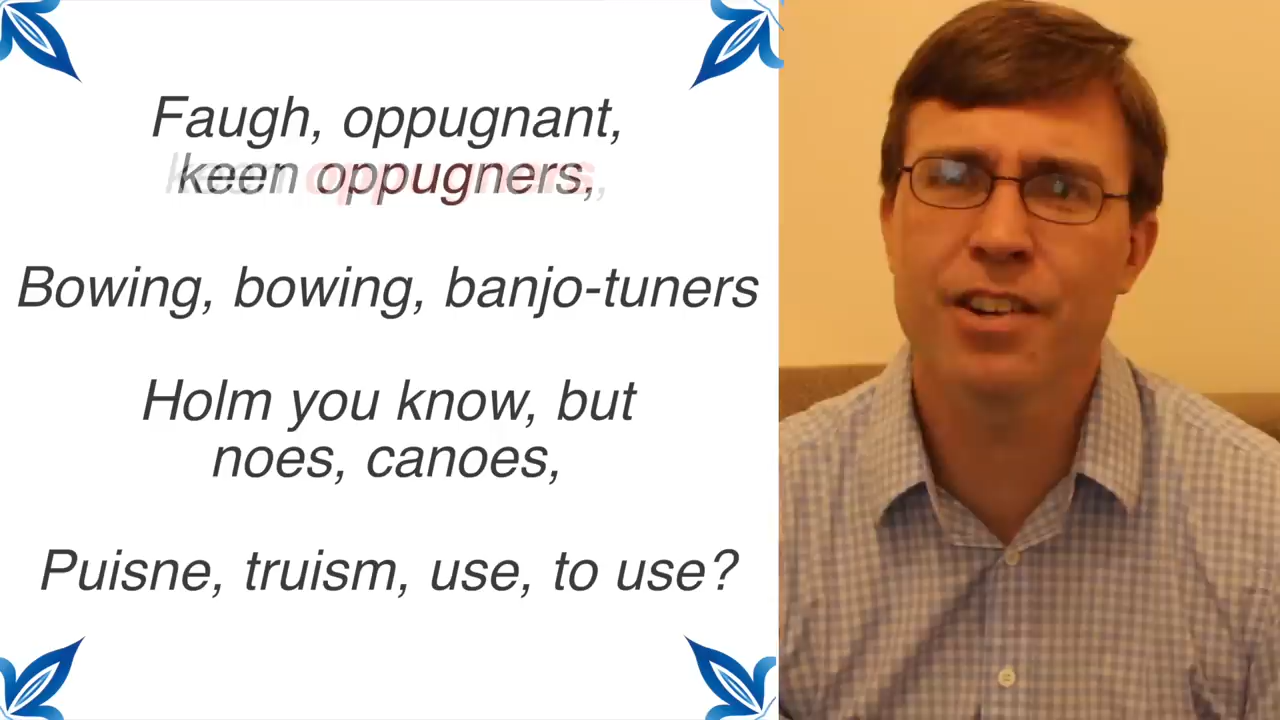 Faugh, oppugnant,
keen oppugners,
Bowing, bowing, banjo-tuners
Holm you know, but
noes, canoes,
Puisne, truism, use, to use?